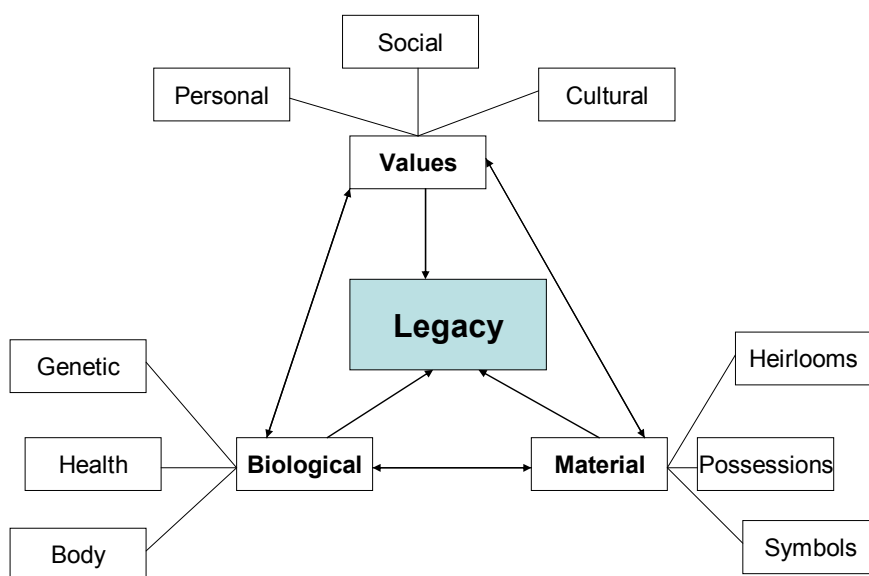 Social
Personal
Cultural
Values
Legacy
Genetic
Heirlooms
Health
Biological
Material
Possessions
Body
Symbols